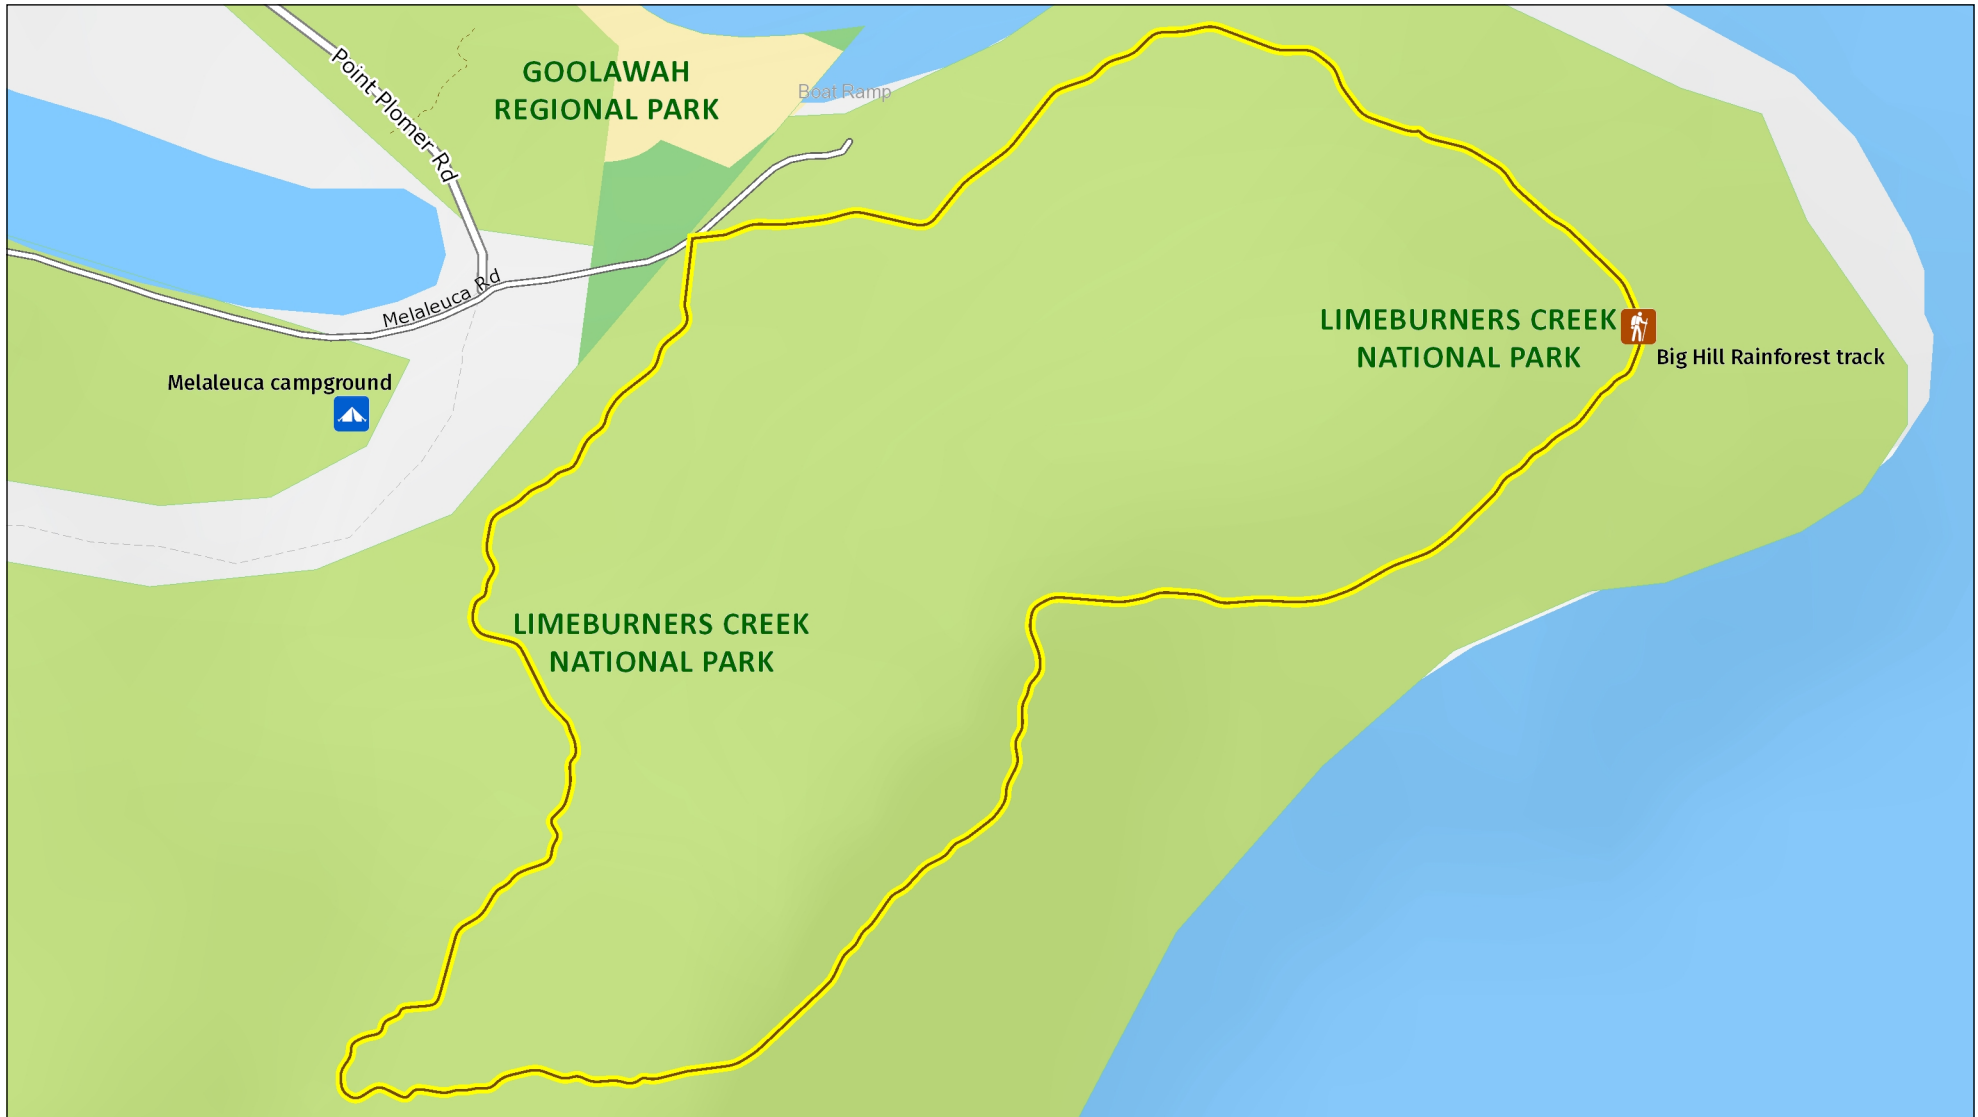 GOOLAWAH
REGIONAL PARK
Point Plomer Rd
Boat Ramp
Melaleuca Rd
LIMEBURNERS CREEK
NATIONAL PARK
Big Hill Rainforest track
Melaleuca campground
LIMEBURNERS CREEK
NATIONAL PARK